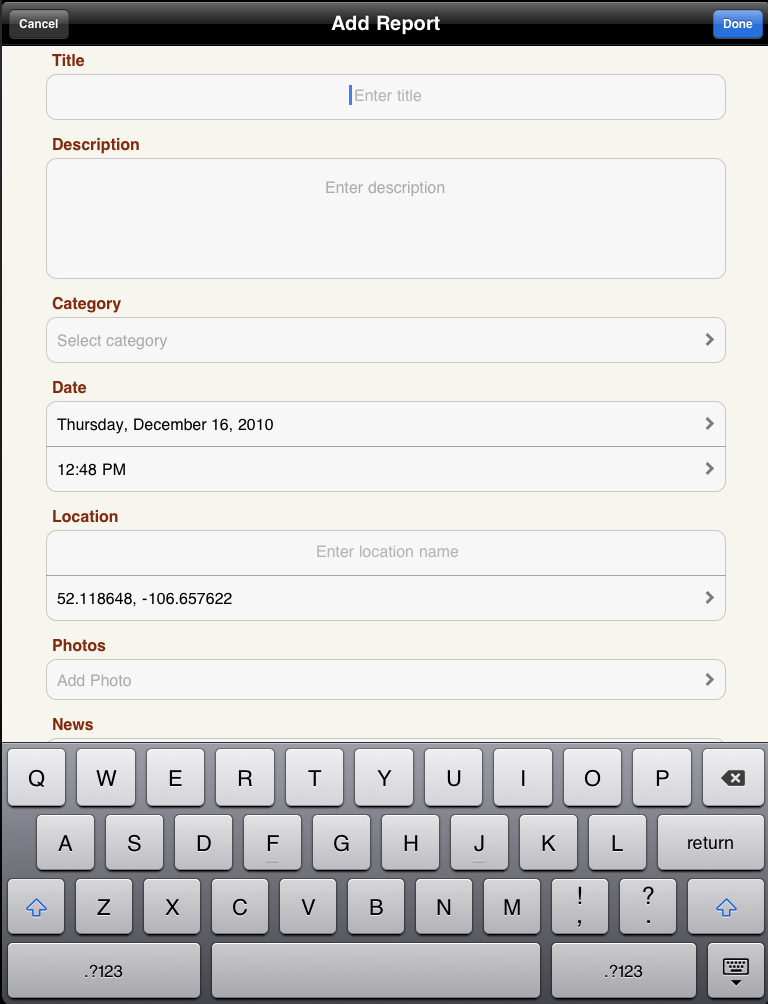 Cancel Add Report Done
Title
Enter title
Description
Enter description
Category
Select category
Date
Thursday, December 16, 2010
12:48 PM
Location
Enter location name
52.118648, -106.657622
Photos
Add Photo
News
Q W E R T Y U I O P
A S D F G H J K L return
Z X C V B N M ! , ? .
.?123 .?123